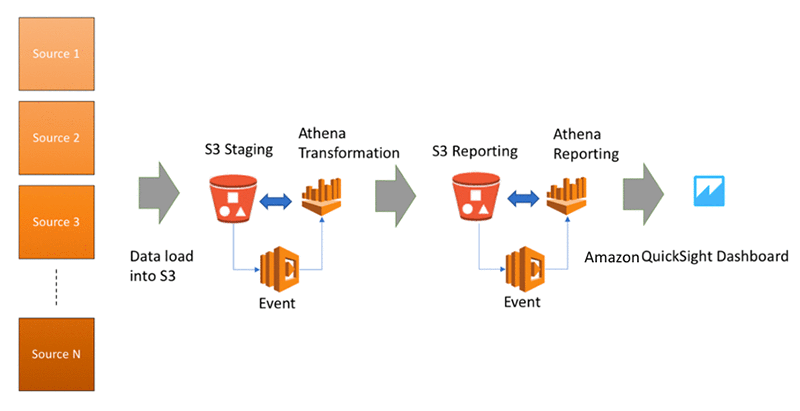 Source 1
Source 2
Source 3
Source N
Data load
into S3
S3 Staging
Athena
Transformation
Event
S3 Reporting
Athena
Reporting
Event
Amazon QuickSight Dashboard